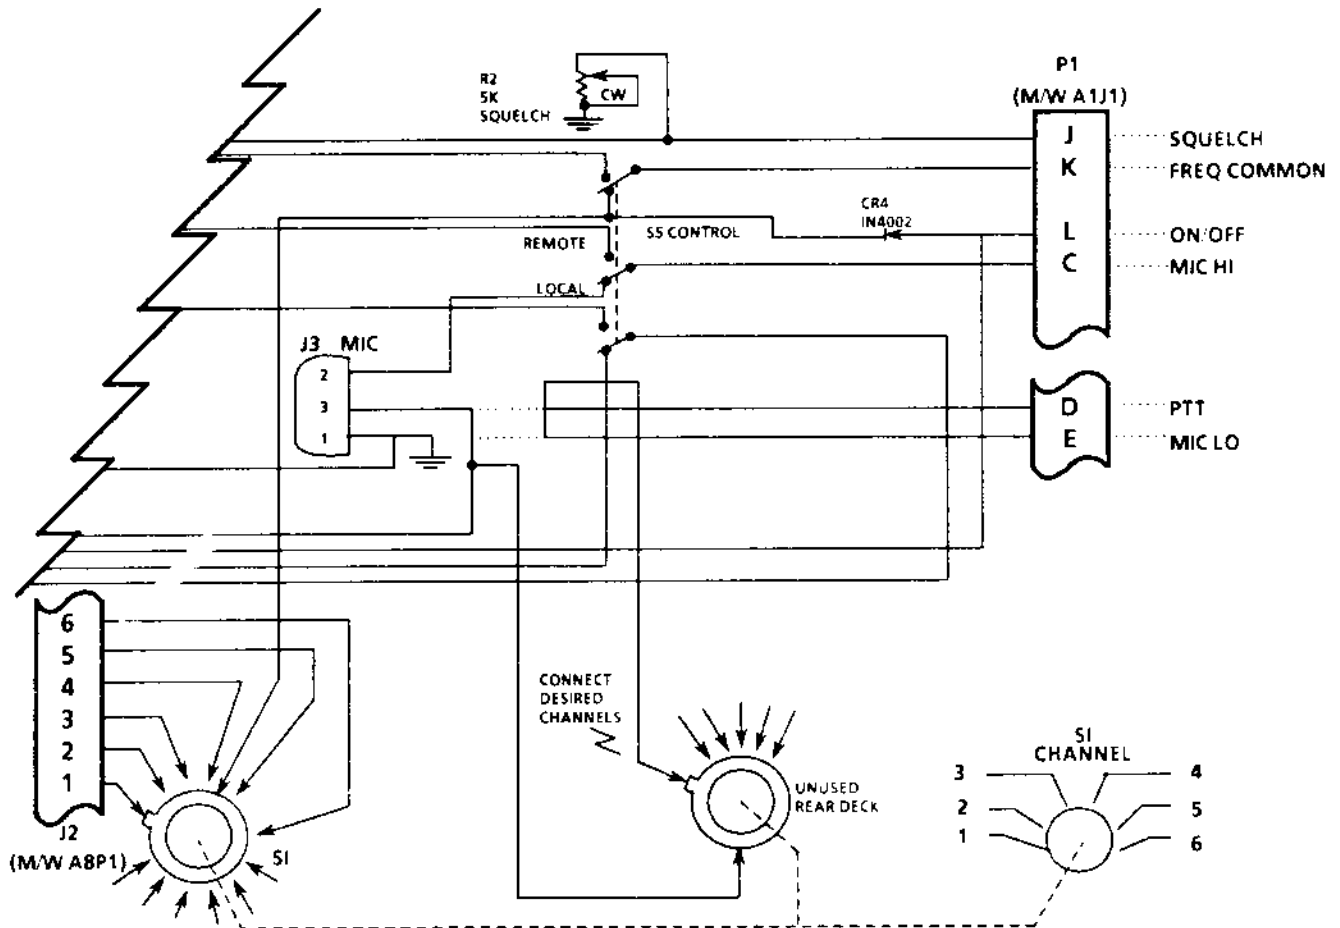 P1
(M/W A1J1)
R2
5K
SQUELCH
CW
J
SQUELCH
K
FREQ COMMON
CR4
IN4002
L
ON/OFF
REMOTE
S5 CONTROL
C
MIC HI
LOCAL
J3 MIC
2
3
1
D
PTT
E
MIC LO
6
5
4
3
2
1
J2
(M/W A8P1)
SI
CONNECT
DESIRED
CHANNELS
UNUSED
REAR DECK
SI
CHANNEL
3
4
2
5
1
6